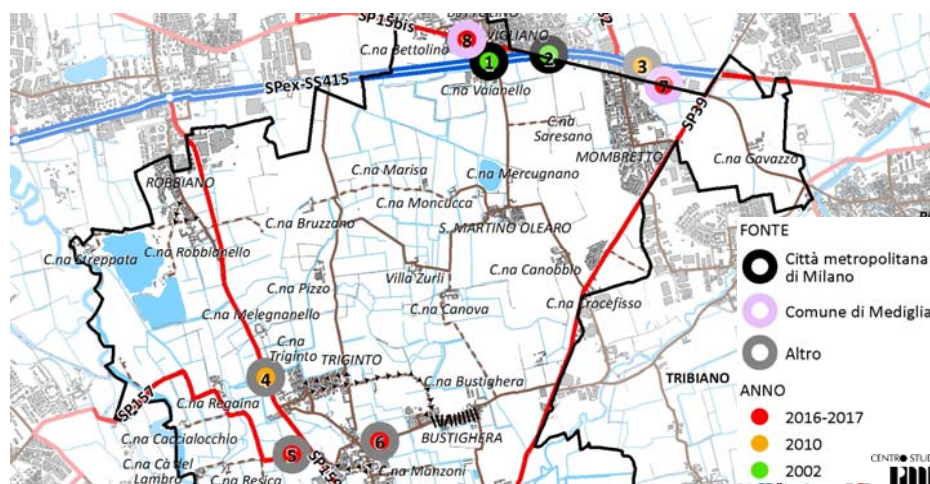 SP15bis
VIGLIANO
C.na Bettolino
8
1
2
3
7
C.na Vaianello
SPex-SS415
SP39
C.na
Saresano
MOMBRETTO
C.na Gavazzo
ROBBIANO
C.na Marisa
C.na Mercugnano
C.na Moncucca
C.na Bruzzano
S. MARTINO OLEARO
C.na Streppata
C.na Robbianello
Villa Zurli
C.na Canobbio
C.na Pizzo
C.na Canova
C.na Crocefisso
C.na Melegnanello
C.na
Triginto
TRIGINTO
4
C.na Bustighera
TRIBIANO
SP157
C.na Regaina
C.na Cascialocchio
BUSTIGHERA
5
6
C.na Cà del
Lambro
C.na Resica
SP159
C.na Manzoni
FONTE
Città metropolitana
di Milano
Comune di Mediglia
Altro
ANNO
2016-2017
2010
2002
CENTRO STUDI
PIM